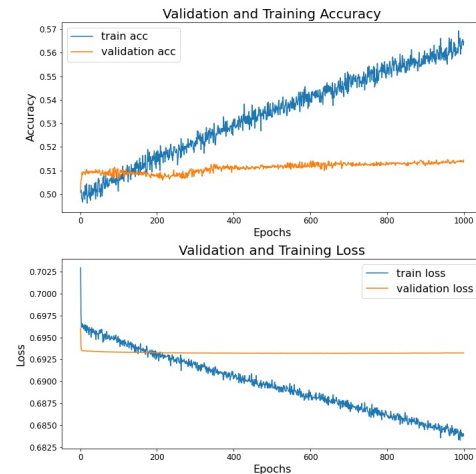 Validation and Training Accuracy
0.57
0.56
0.55
0.54
0.53
0.52
0.51
0.50
Accuracy
train acc
validation acc
0 200 400 600 800 1000
Epochs
Validation and Training Loss
0.7025
0.7000
0.6975
0.6950
0.6925
0.6900
0.6875
0.6850
0.6825
Loss
train loss
validation loss
0 200 400 600 800 1000
Epochs